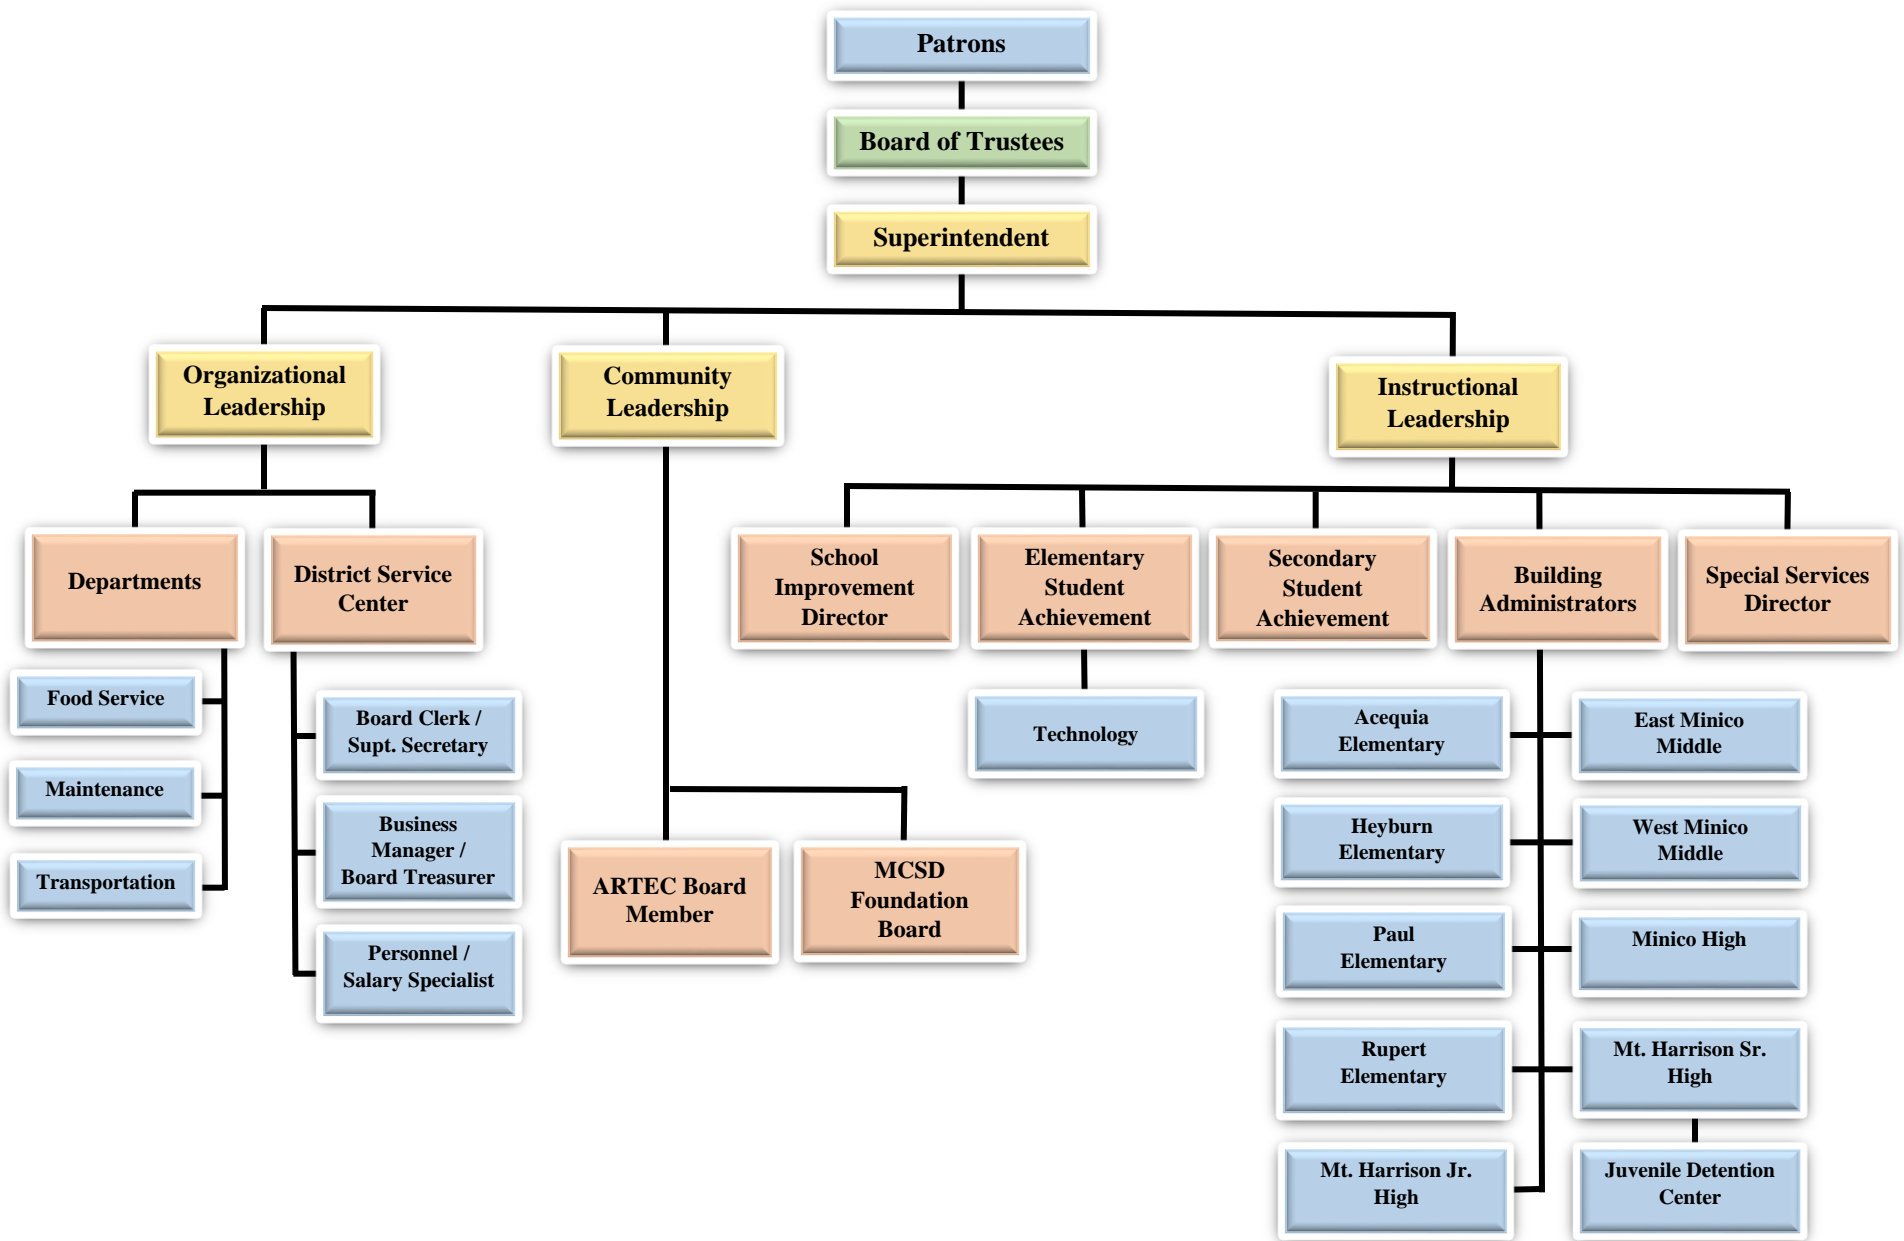 Patrons
Board of Trustees
Superintendent
Organizational
Leadership
Community
Leadership
Instructional
Leadership
Departments
District Service
Center
School
Improvement
Director
Elementary
Student
Achievement
Secondary
Student
Achievement
Building
Administrators
Special Services
Director
Food Service
Maintenance
Transportation
Board Clerk /
Supt. Secretary
Business
Manager /
Board Treasurer
Personnel /
Salary Specialist
ARTEC Board
Member
MCSD
Foundation
Board
Technology
Acequia
Elementary
East Minico
Middle
Heyburn
Elementary
West Minico
Middle
Paul
Elementary
Minico High
Rupert
Elementary
Mt. Harrison Sr.
High
Mt. Harrison Jr.
High
Juvenile Detention
Center